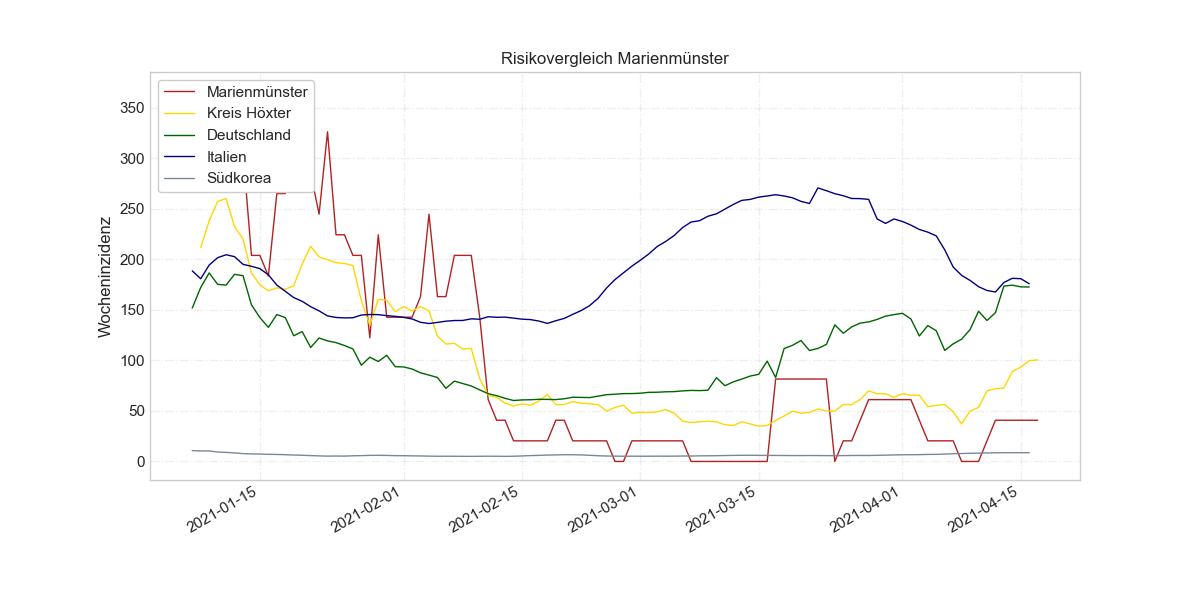 Risikovergleich Marienmünster
Marienmünster
Kreis Höxter
Deutschland
Italien
Südkorea
Wocheninzidenz
350
300
250
200
150
100
50
0
2021-01-15
2021-02-01
2021-02-15
2021-03-01
2021-03-15
2021-04-01
2021-04-15